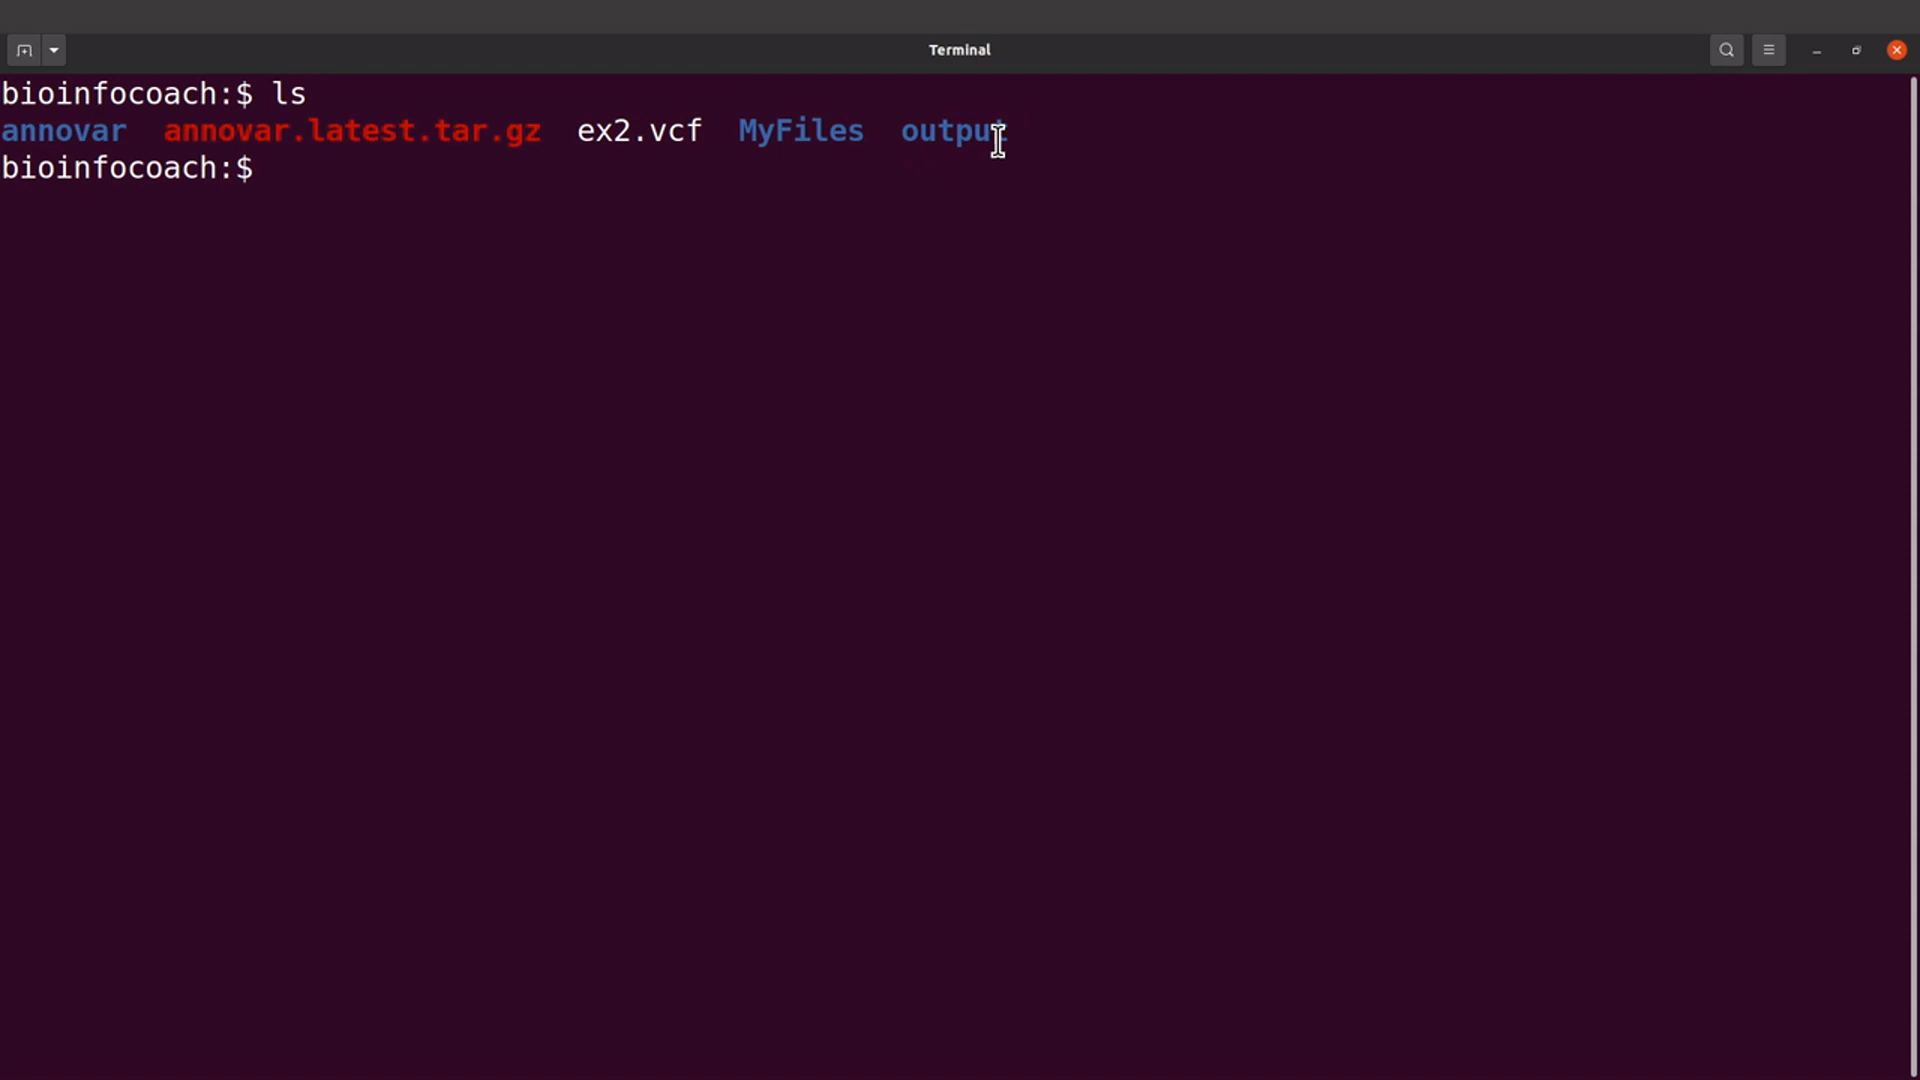 Terminal
bioinfocoach:$ ls
annovar  annovar.latest.tar.gz  ex2.vcf  MyFiles  output
bioinfocoach:$